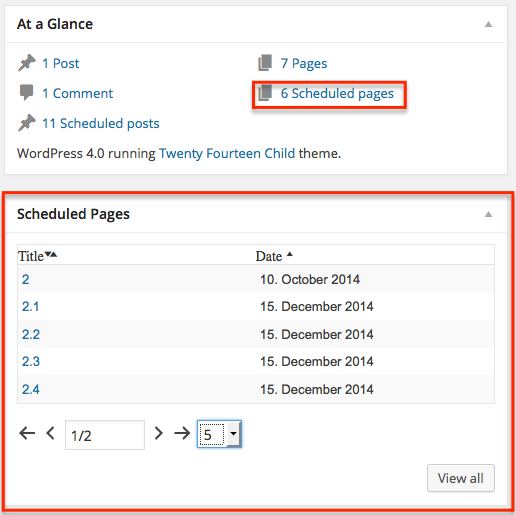 At a Glance
1 Post 7 Pages
1 Comment 6 Scheduled pages
11 Scheduled posts
WordPress 4.0 running Twenty Fourteen Child theme.
Scheduled Pages
Title Date
2 10. October 2014
2.1 15. December 2014
2.2 15. December 2014
2.3 15. December 2014
2.4 15. December 2014
1/2 5
View all